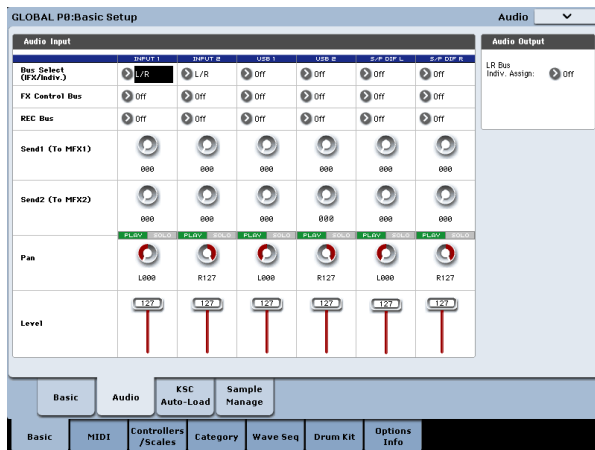 GLOBAL P0:Basic Setup Audio
Audio Input Audio Output
INPUT 1 INPUT 2 USB 1 USB 2 S/P DIF L S/P DIF R
Bus Select
(IFX/Indiv.) L/R L/R Off Off Off Off
LR Bus
Indiv. Assign: Off
FX Control Bus Off Off Off Off Off Off
REC Bus Off Off Off Off Off Off
Send1 (To MFX1)
000 000 000 000 000 000
Send2 (To MFX2)
000 000 000 000 000 000
PLAY SOLO PLAY SOLO PLAY SOLO PLAY SOLO PLAY SOLO PLAY SOLO
Pan
L000 R127 L000 R127 L000 R127
127 127 127 127 127 127
Level
Basic Audio KSC Auto-Load Sample Manage
Basic MIDI Controllers /Scales Category Wave Seq Drum Kit Options Info